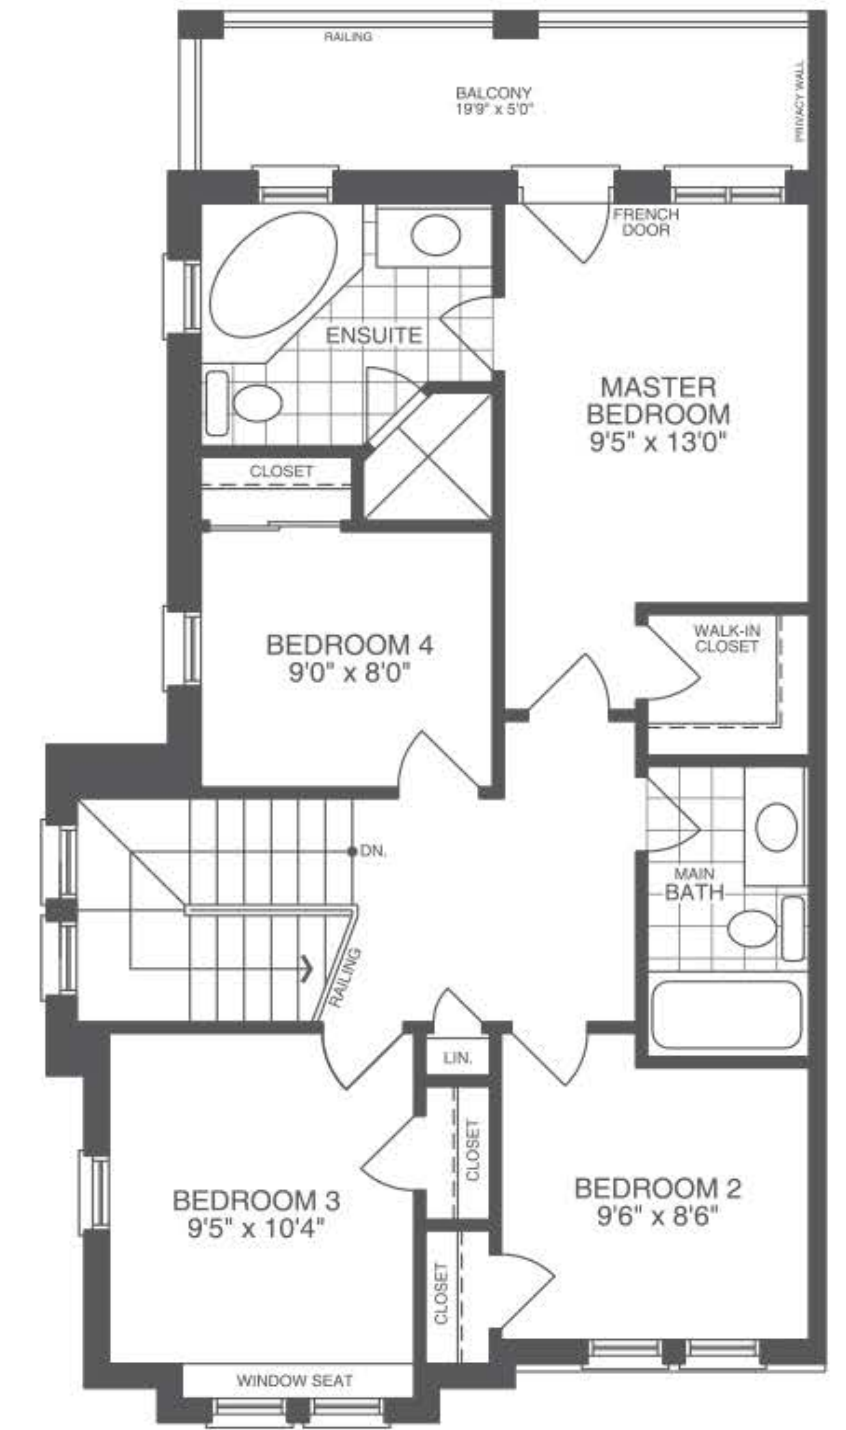 RAILING
BALCONY
19'9" x 5'0"
PRIVACY WALL
FRENCH
DOOR
ENSUITE
MASTER
BEDROOM
9'5" x 13'0"
CLOSET
BEDROOM 4
9'0" x 8'0"
WALK-IN
CLOSET
DN.
MAIN
BATH
RAILING
LIN.
CLOSET
BEDROOM 3
9'5" x 10'4"
BEDROOM 2
9'6" x 8'6"
CLOSET
WINDOW SEAT